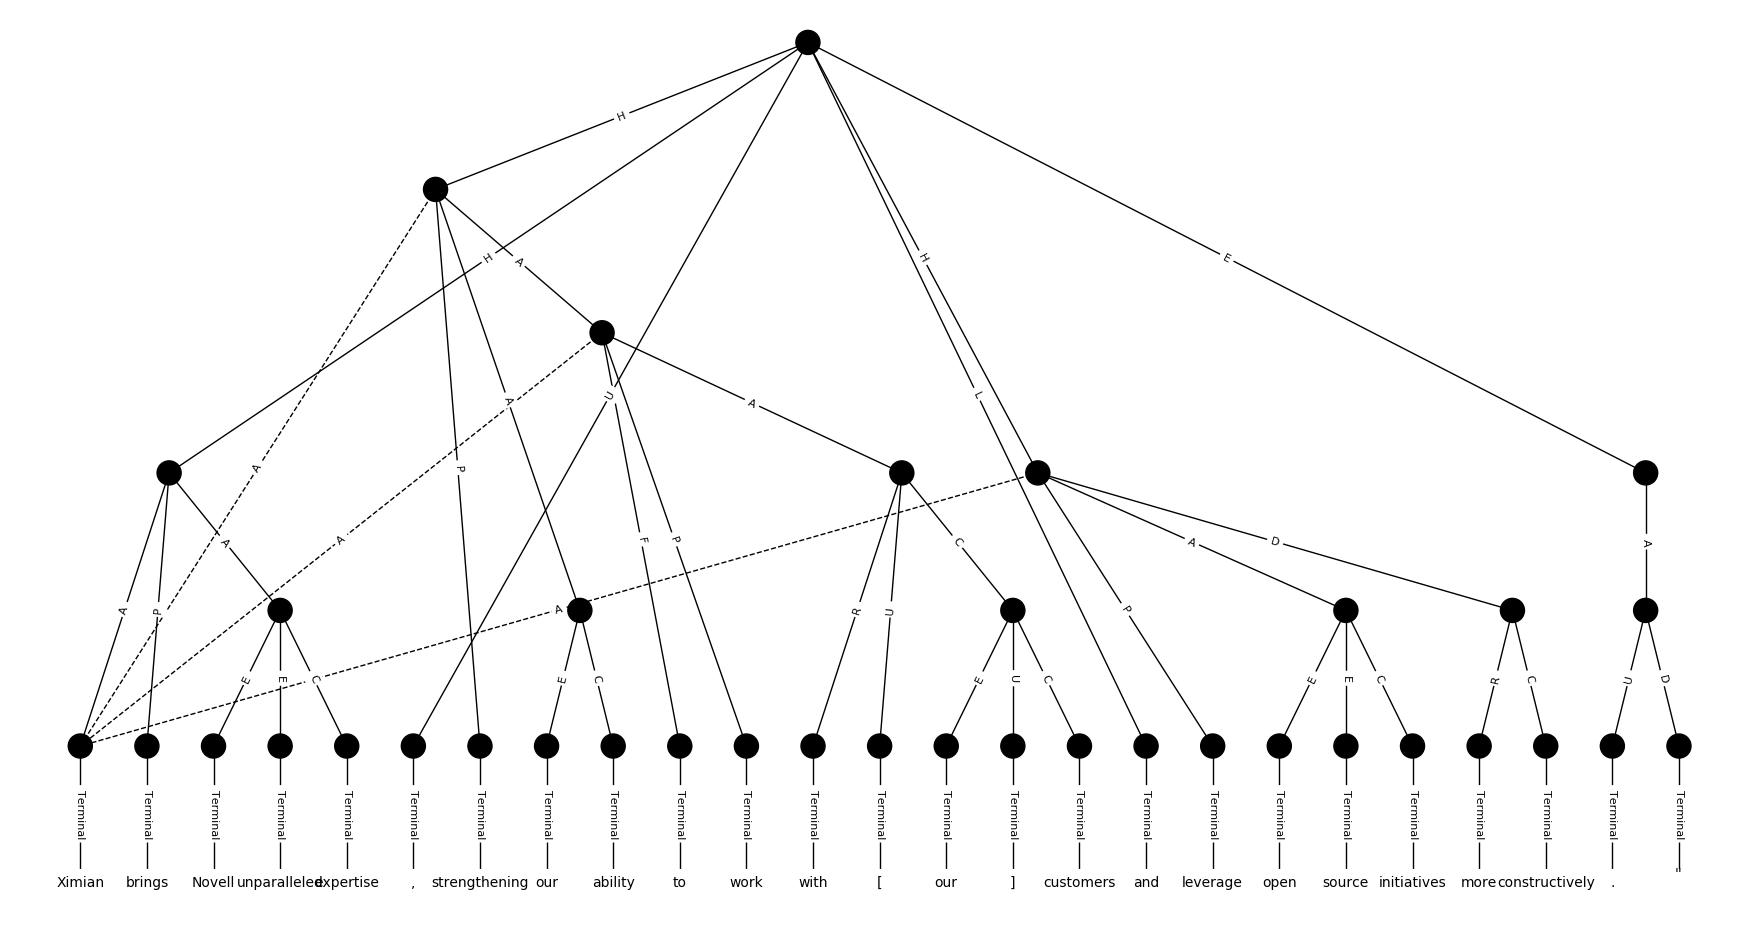 H
H A
A A U H L E
A P A
A A F P A D A
A P A R U C P
E E C E C E U C E E C R C U D
Terminal Terminal Terminal Terminal Terminal Terminal Terminal Terminal Terminal Terminal Terminal Terminal Terminal Terminal Terminal Terminal Terminal Terminal Terminal Terminal Terminal Terminal Terminal Terminal Terminal
Ximian brings Novell unparalleled expertise , strengthening our ability to work with [ our ] customers and leverage open source initiatives more constructively . "